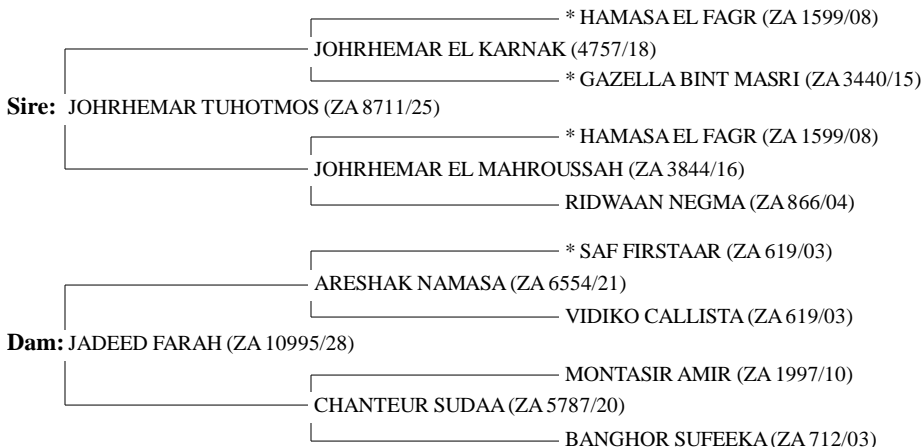 * HAMASA EL FAGR (ZA 1599/08)
JOHRHEMAR EL KARNAK (4757/18)
* GAZELLA BINT MASRI (ZA 3440/15)
Sire: JOHRHEMAR TUHOTMOS (ZA 8711/25)
* HAMASA EL FAGR (ZA 1599/08)
JOHRHEMAR EL MAHROUSSAH (ZA 3844/16)
RIDWAAN NEGMA (ZA 866/04)
* SAF FIRSTAAR (ZA 619/03)
ARESHAK NAMASA (ZA 6554/21)
VIDIKO CALLISTA (ZA 619/03)
Dam: JADEED FARAH (ZA 10995/28)
MONTASIR AMIR (ZA 1997/10)
CHANTEUR SUDAA (ZA 5787/20)
BANGHOR SUFEEKA (ZA 712/03)